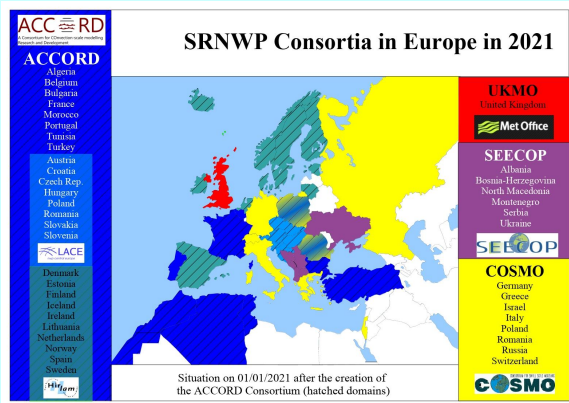 ACCORD
A Consortium for COnvection-scale modelling
Research and Development
ACCORD
Algeria
Belgium
Bulgaria
France
Morocco
Portugal
Tunisia
Turkey
Austria
Croatia
Czech Rep.
Hungary
Poland
Romania
Slovakia
Slovenia
LACE
Denmark
Estonia
Finland
Iceland
Ireland
Lithuania
Netherlands
Norway
Spain
Sweden
Hirlam
SRNWP Consortia in Europe in 2021
Situation on 01/01/2021 after the creation of
the ACCORD Consortium (hatched domains)
UKMO
United Kingdom
Met Office
SEECOP
Albania
Bosnia-Herzegovina
North Macedonia
Montenegro
Serbia
Ukraine
SEECOP
COSMO
Germany
Greece
Israel
Italy
Poland
Romania
Russia
Switzerland
COSMO